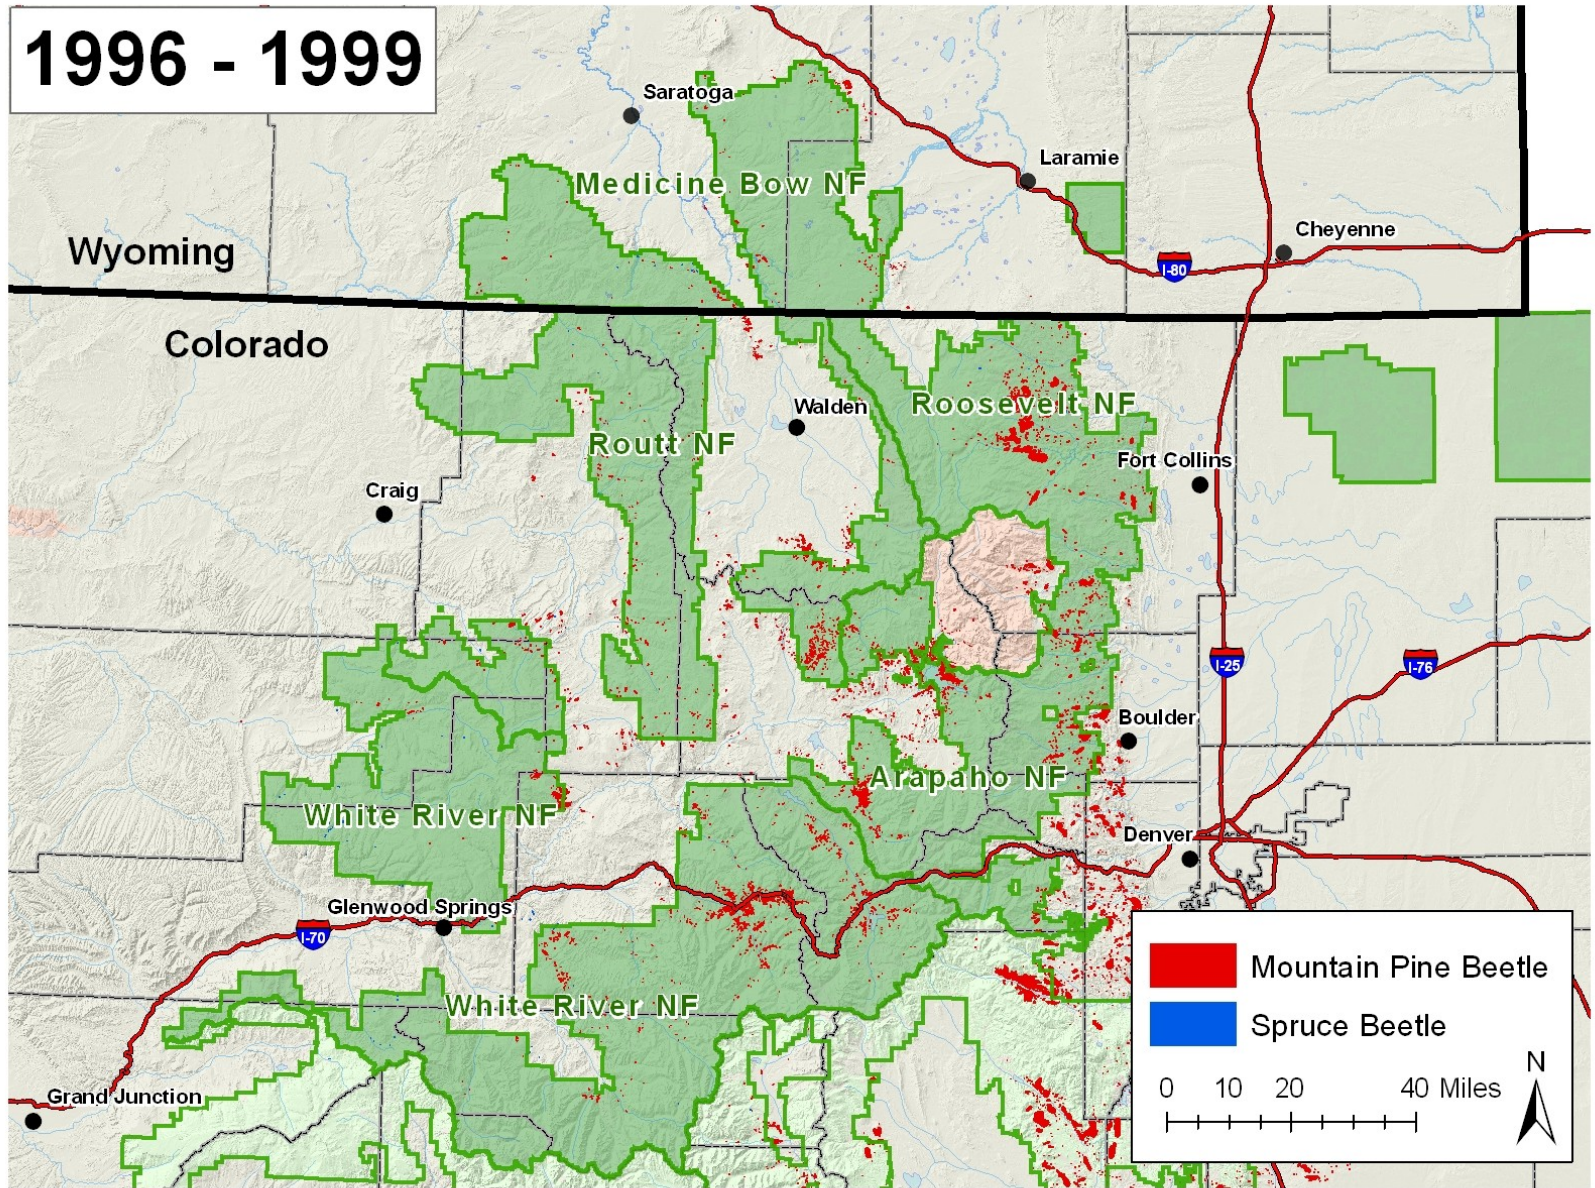 1996 - 1999
Saratoga
Laramie
Medicine Bow NF
Cheyenne
Wyoming
I-80
Colorado
Walden
Roosevelt NF
Routt NF
Fort Collins
Craig
I-25
I-76
Boulder
Arapaho NF
White River NF
Denver
Glenwood Springs
I-70
White River NF
Grand Junction
Mountain Pine Beetle
Spruce Beetle
N
0 10 20 40 Miles